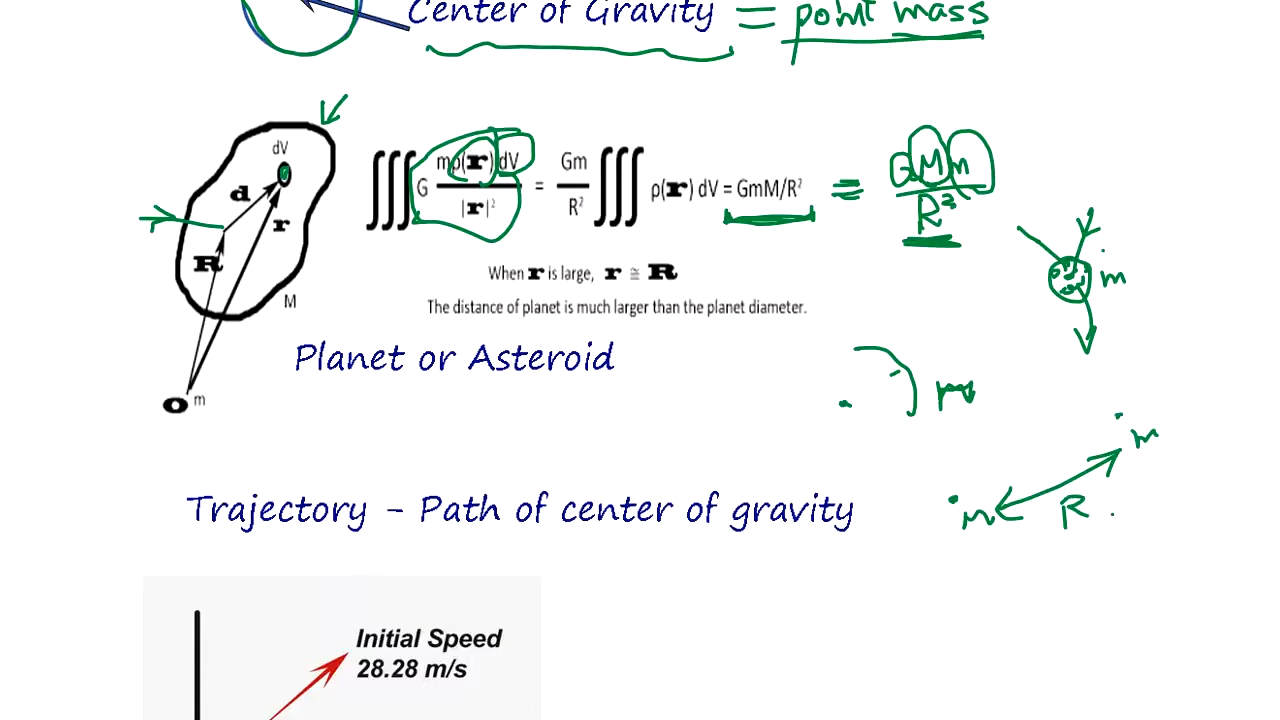 Center of Gravity = point mass
dV
d
r
R
M
O m
∭ G mρ(r) dV / |r|² = Gm / R² ∭ ρ(r) dV = GmM/R² = GMm / R²
When r is large, r ≅ R
The distance of planet is much larger than the planet diameter.
m
Planet or Asteroid
m
m R
Trajectory - Path of center of gravity
Initial Speed
28.28 m/s